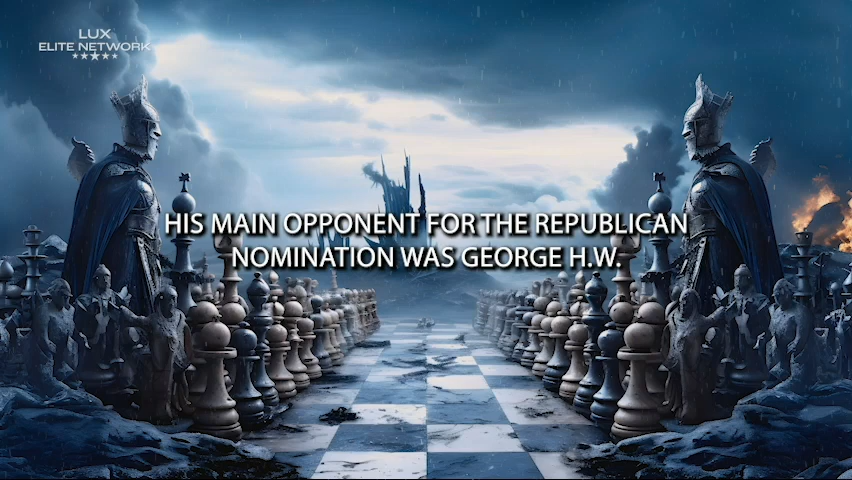 LUX
ELITE NETWORK
HIS MAIN OPPONENT FOR THE REPUBLICAN
NOMINATION WAS GEORGE H.W.